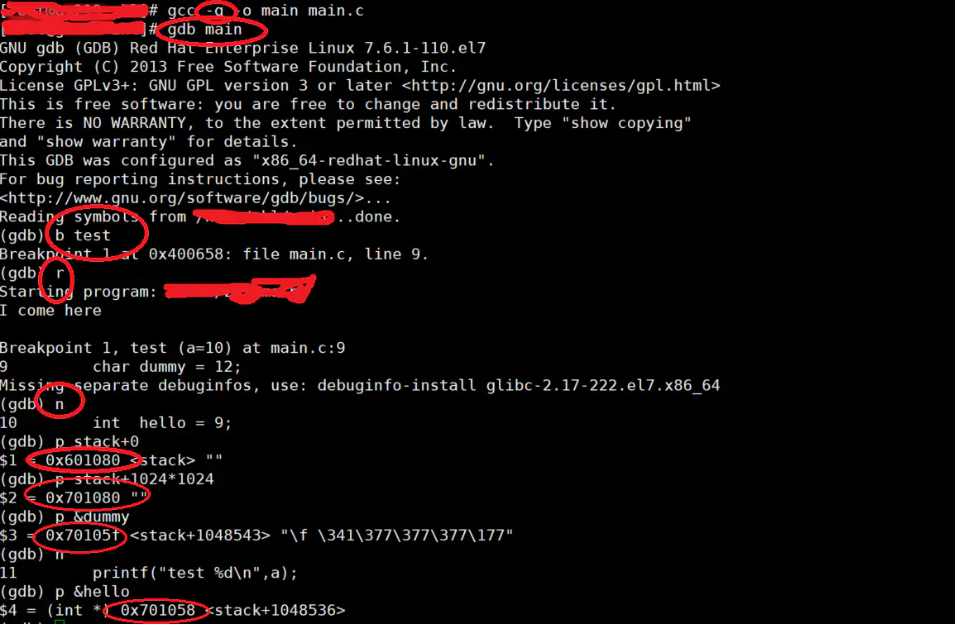 # gcc -g -o main main.c
# gdb main
GNU gdb (GDB) Red Hat Enterprise Linux 7.6.1-110.el7
Copyright (C) 2013 Free Software Foundation, Inc.
License GPLv3+: GNU GPL version 3 or later <http://gnu.org/licenses/gpl.html>
This is free software: you are free to change and redistribute it.
There is NO WARRANTY, to the extent permitted by law.  Type "show copying"
and "show warranty" for details.
This GDB was configured as "x86_64-redhat-linux-gnu".
For bug reporting instructions, please see:
<http://www.gnu.org/software/gdb/bugs/>...
Reading symbols from ...done.
(gdb) b test
Breakpoint 1 at 0x400658: file main.c, line 9.
(gdb) r
Starting program:
I come here
Breakpoint 1, test (a=10) at main.c:9
9           char dummy = 12;
Missing separate debuginfos, use: debuginfo-install glibc-2.17-222.el7.x86_64
(gdb) n
10          int  hello = 9;
(gdb) p stack+0
$1 = 0x601080 <stack> ""
(gdb) p stack+1024*1024
$2 = 0x701080 ""
(gdb) p &dummy
$3 = 0x70105f <stack+1048543> "\f \341\377\377\377\177"
(gdb) n
11          printf("test %d\n",a);
(gdb) p &hello
$4 = (int *) 0x701058 <stack+1048536>